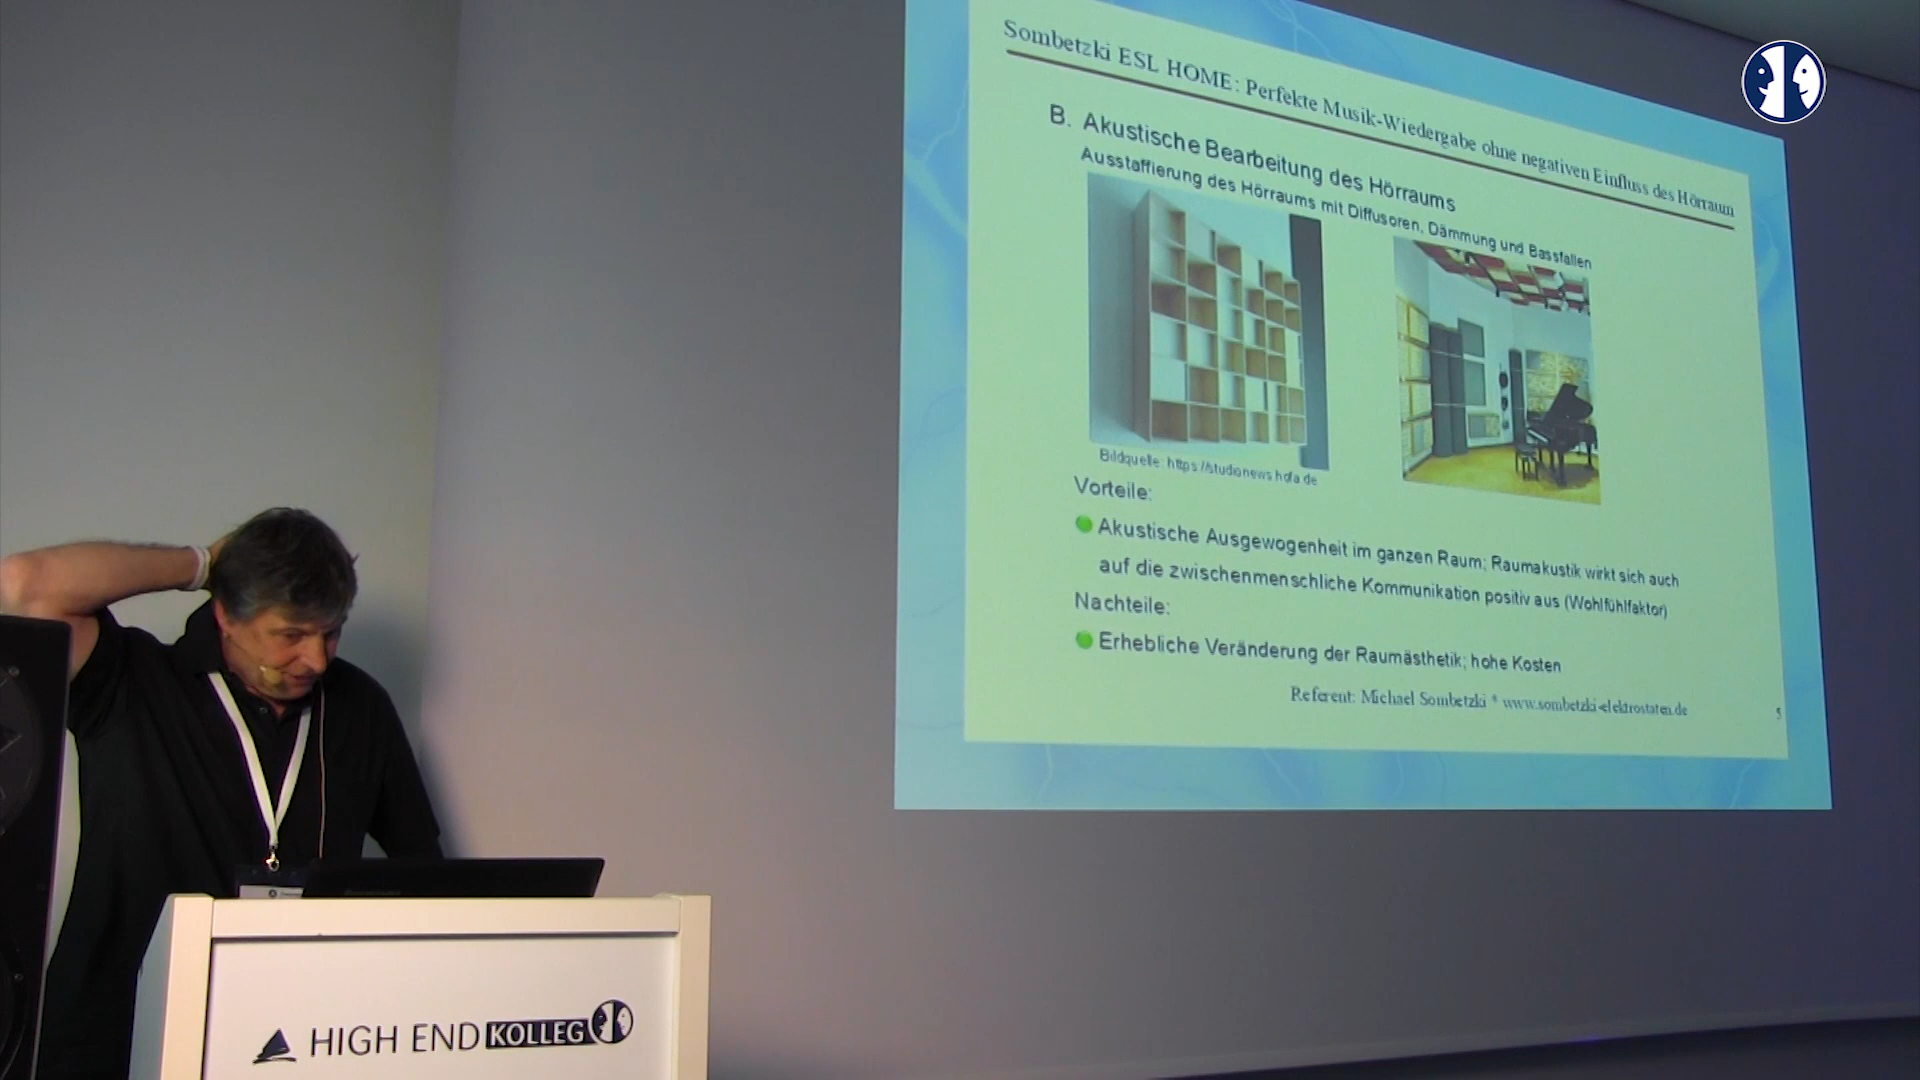 Sombetzki ESL HOME: Perfekte Musik-Wiedergabe ohne negativen Einfluss des Hörraum
B. Akustische Bearbeitung des Hörraums
Ausstaffierung des Hörraums mit Diffusoren, Dämmung und Bassfallen
Bildquelle: https://studionews.hofa.de
Vorteile:
Akustische Ausgewogenheit im ganzen Raum; Raumakustik wirkt sich auch
auf die zwischenmenschliche Kommunikation positiv aus (Wohlfühlfaktor)
Nachteile:
Erhebliche Veränderung der Raumästhetik; hohe Kosten
Referent: Michael Sombetzki * www.sombetzki-elektrostaten.de
5
HIGH END KOLLEG